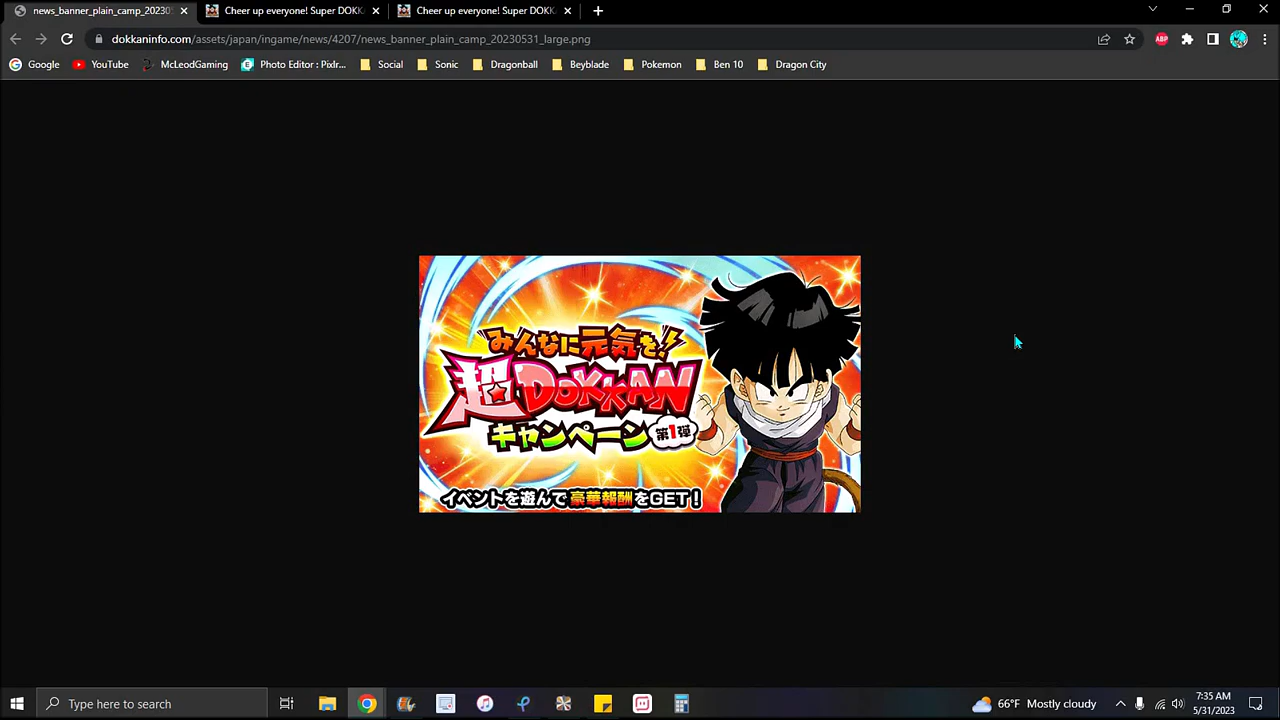 news_banner_plain_camp_202305
Cheer up everyone! Super DOKK
Cheer up everyone! Super DOKK
dokkaninfo.com/assets/japan/ingame/news/4207/news_banner_plain_camp_20230531_large.png
ABP
Google
YouTube
McLeodGaming
Photo Editor : Pixlr...
Social
Sonic
Dragonball
Beyblade
Pokemon
Ben 10
Dragon City
みんなに元気を!
超DOKKAN
キャンペーン 第1弾
イベントを遊んで豪華報酬をGET!
Type here to search
66°F Mostly cloudy
7:35 AM
5/31/2023